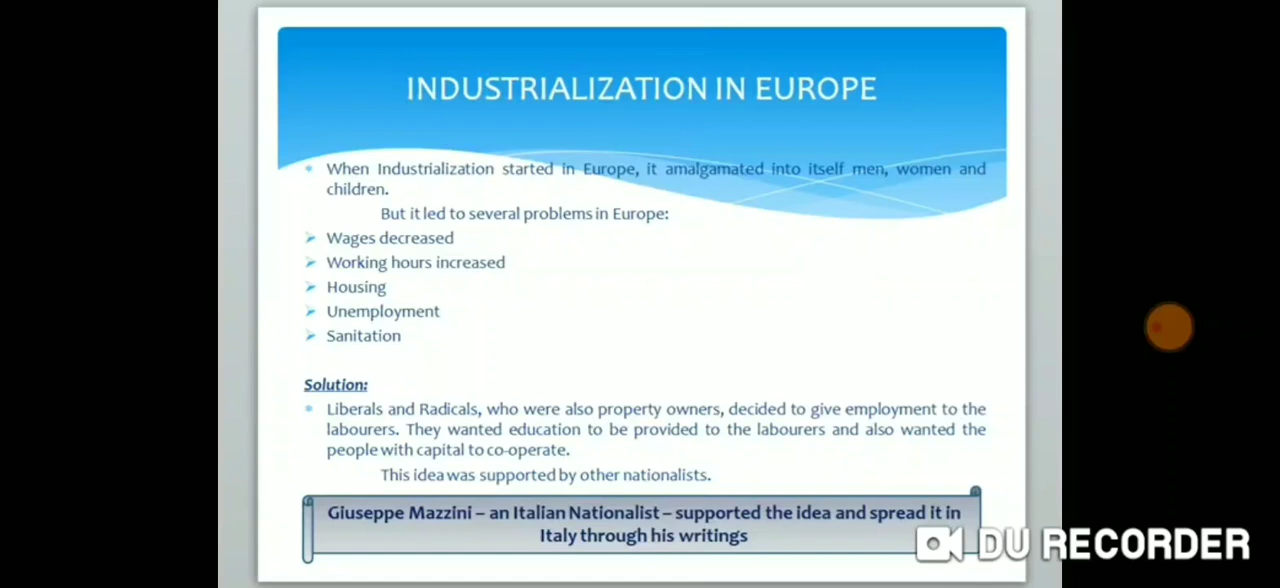 INDUSTRIALIZATION IN EUROPE
When Industrialization started in Europe, it amalgamated into itself men, women and
children.
But it led to several problems in Europe:
Wages decreased
Working hours increased
Housing
Unemployment
Sanitation
Solution:
Liberals and Radicals, who were also property owners, decided to give employment to the
labourers. They wanted education to be provided to the labourers and also wanted the
people with capital to co-operate.
This idea was supported by other nationalists.
Giuseppe Mazzini – an Italian Nationalist – supported the idea and spread it in
Italy through his writings
DU RECORDER